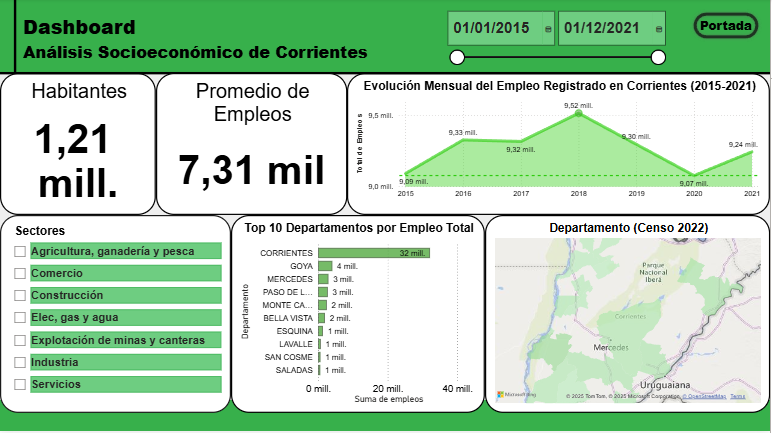 Dashboard
Análisis Socioeconómico de Corrientes
01/01/2015
01/12/2021
Portada
Habitantes
1,21
mill.
Promedio de
Empleos
7,31 mil
Evolución Mensual del Empleo Registrado en Corrientes (2015-2021)
Total de Empleos
9,5 mill.
9,0 mill.
9,09 mill.
9,33 mill.
9,32 mill.
9,52 mill.
9,30 mill.
9,07 mill.
9,24 mill.
2015
2016
2017
2018
2019
2020
2021
Sectores
Agricultura, ganadería y pesca
Comercio
Construcción
Elec, gas y agua
Explotación de minas y canteras
Industria
Servicios
Top 10 Departamentos por Empleo Total
Departamento
CORRIENTES 32 mill.
GOYA 4 mill.
MERCEDES 3 mill.
PASO DE L... 3 mill.
MONTE CA... 2 mill.
BELLA VISTA 2 mill.
ESQUINA 1 mill.
LAVALLE 1 mill.
SAN COSME 1 mill.
SALADAS 1 mill.
0 mill.
20 mill.
40 mill.
Suma de empleos
Departamento (Censo 2022)
Parque
Nacional
Iberá
Corrientes
Mercedes
Uruguaiana
Microsoft Bing
© 2025 TomTom, © 2025 Microsoft Corporation, © OpenStreetMap Terms